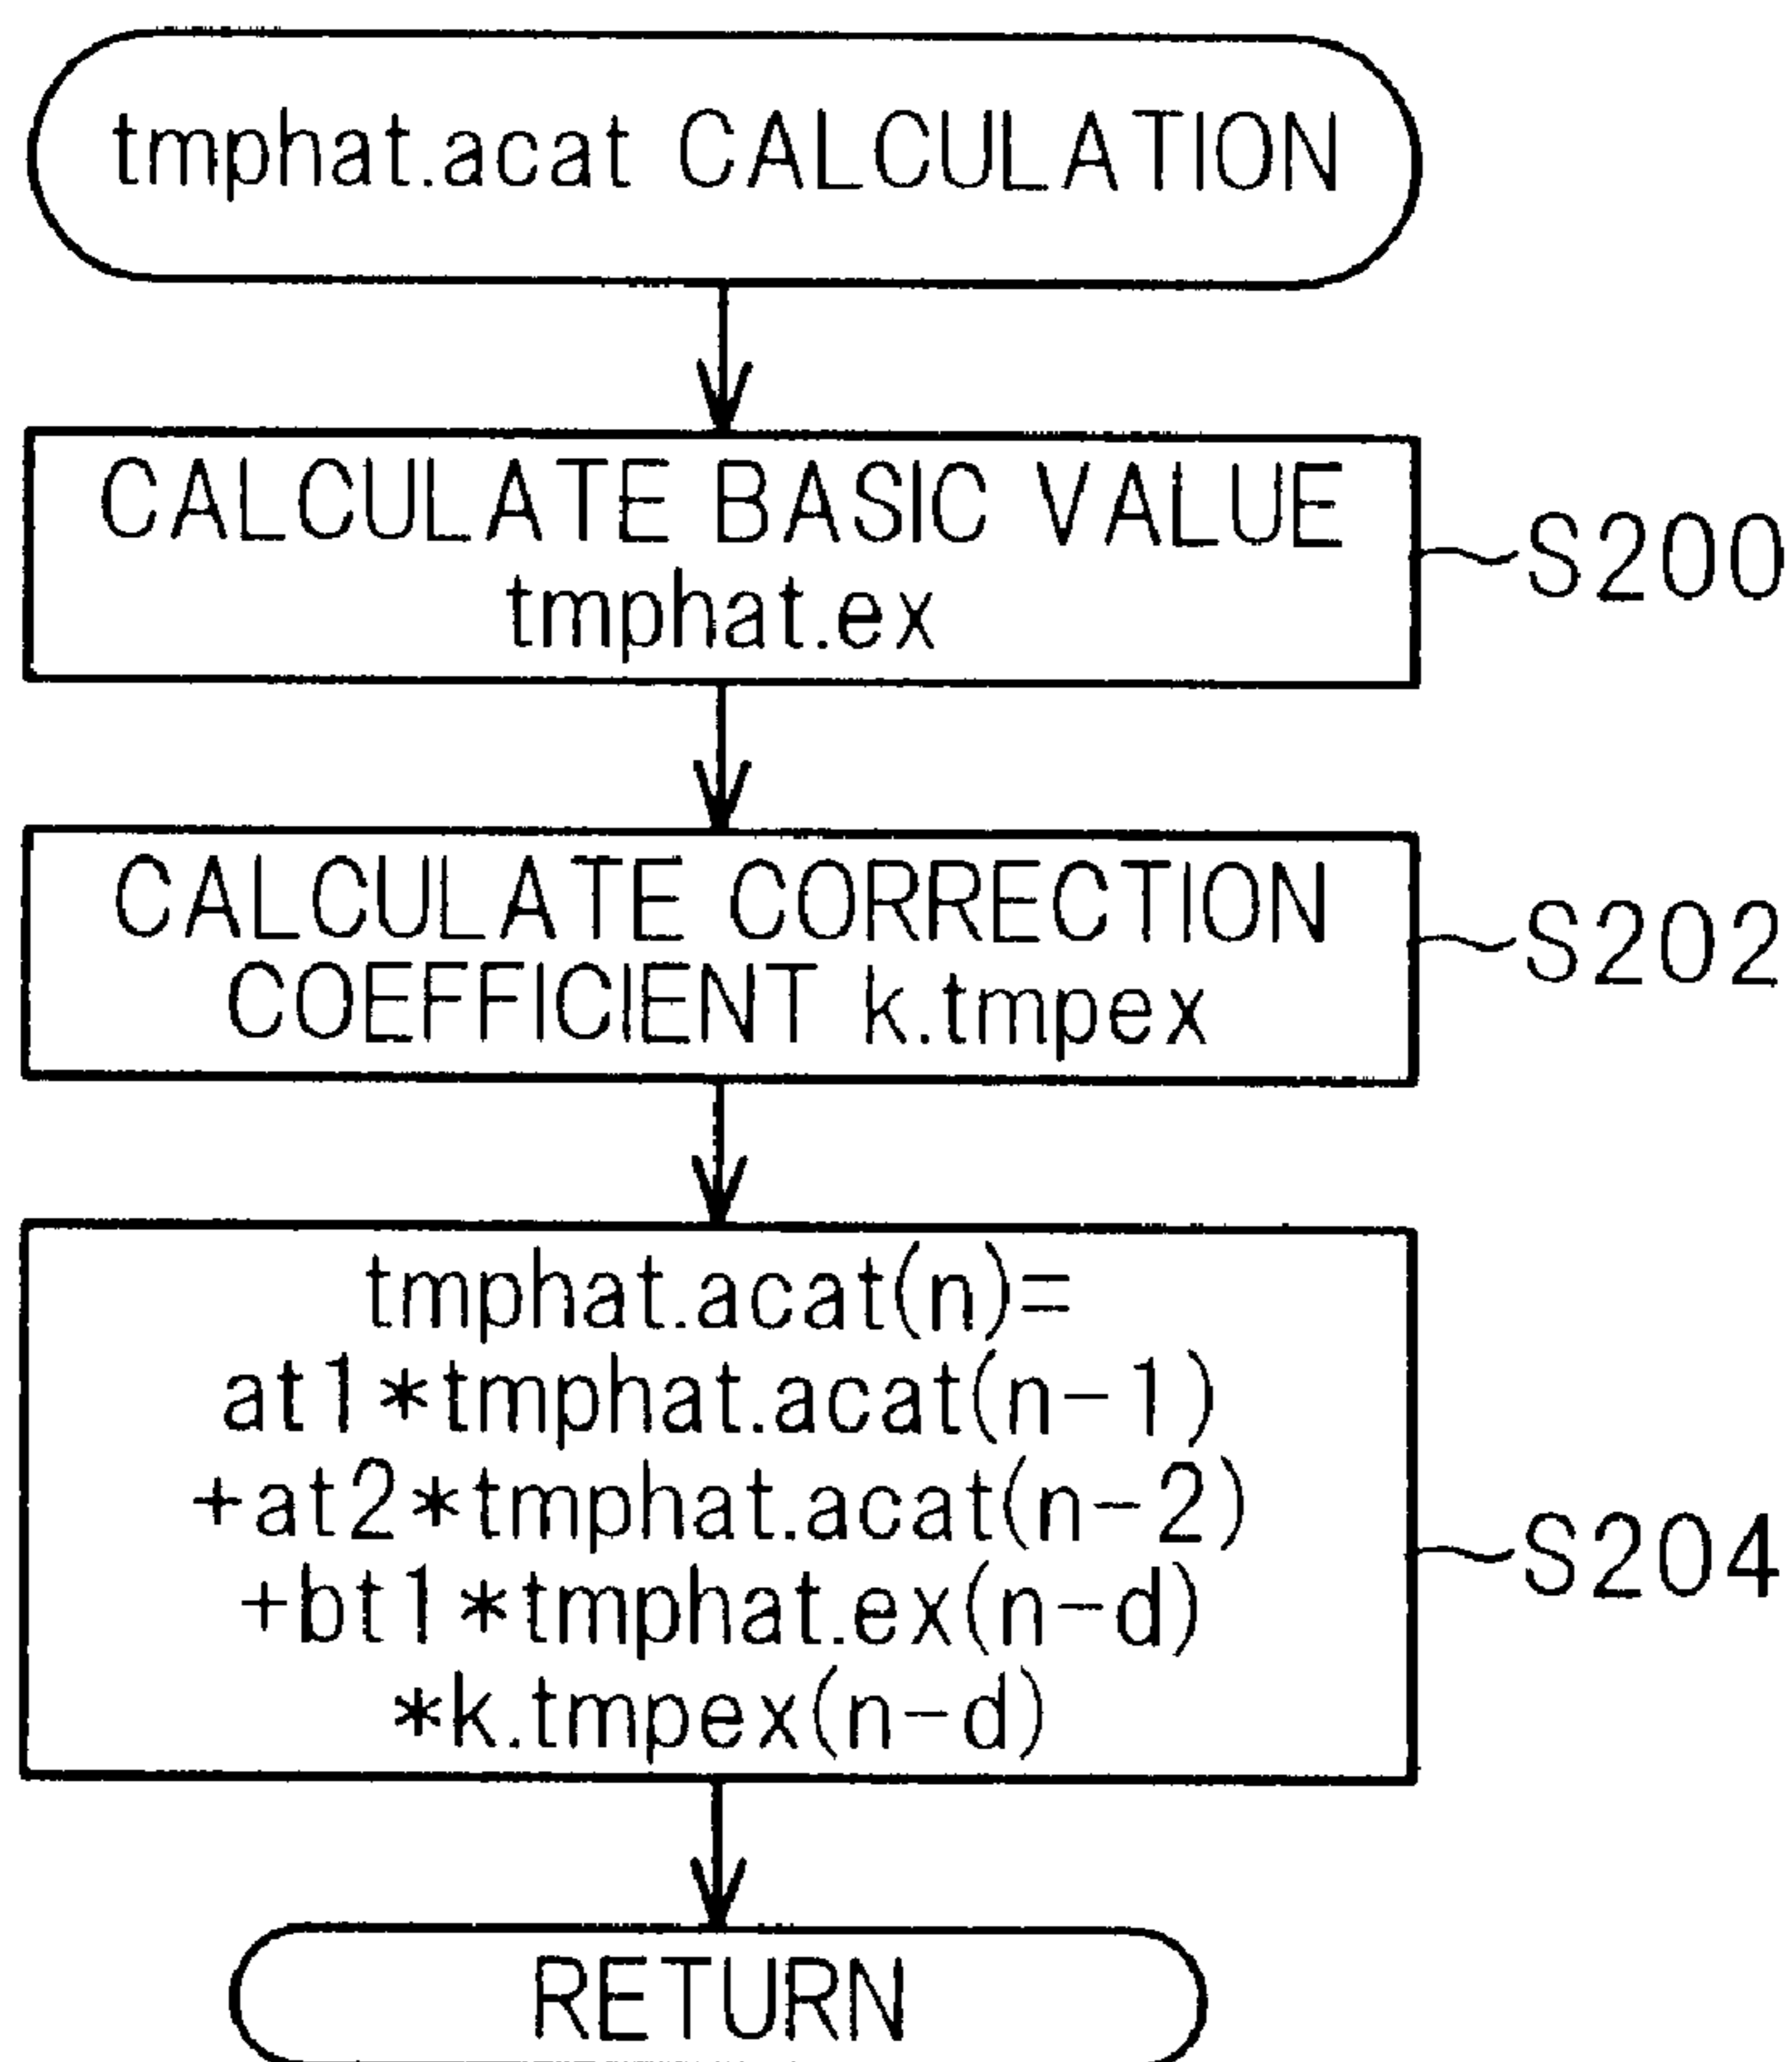 tmphat.acat CALCULATION
CALCULATE BASIC VALUE
tmphat.ex
S200
CALCULATE CORRECTION
COEFFICIENT k.tmpex
S202
tmphat.acat(n)=
at1*tmphat.acat(n-1)
+at2*tmphat.acat(n-2)
+bt1*tmphat.ex(n-d)
*k.tmpex(n-d)
S204
RETURN